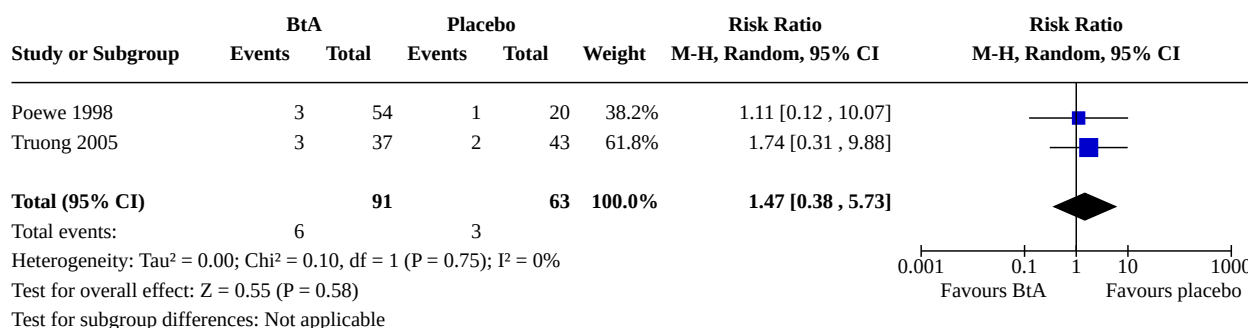 BtA Placebo Risk Ratio Risk Ratio
Study or Subgroup Events Total Events Total Weight M-H, Random, 95% CI M-H, Random, 95% CI
Poewe 1998 3 54 1 20 38.2% 1.11 [0.12 , 10.07]
Truong 2005 3 37 2 43 61.8% 1.74 [0.31 , 9.88]
Total (95% CI) 91 63 100.0% 1.47 [0.38 , 5.73]
Total events: 6 3
Heterogeneity: Tau² = 0.00; Chi² = 0.10, df = 1 (P = 0.75); I² = 0%
0.001 0.1 1 10 1000
Test for overall effect: Z = 0.55 (P = 0.58) Favours BtA Favours placebo
Test for subgroup differences: Not applicable